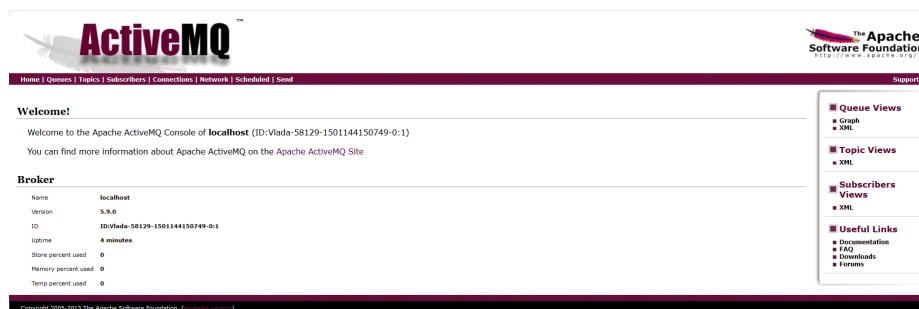 ActiveMQ™
The Apache
Software Foundation
http://www.apache.org/
Home | Queues | Topics | Subscribers | Connections | Network | Scheduled | Send
Support
Welcome!
Welcome to the Apache ActiveMQ Console of localhost (ID:Vlada-58129-1501144150749-0:1)
You can find more information about Apache ActiveMQ on the Apache ActiveMQ Site
Broker
Name localhost
Version 5.9.0
ID ID:Vlada-58129-1501144150749-0:1
Uptime 4 minutes
Store percent used 0
Memory percent used 0
Temp percent used 0
Queue Views
Graph
XML
Topic Views
XML
Subscribers
Views
XML
Useful Links
Documentation
FAQ
Downloads
Forums
Copyright 2005-2013 The Apache Software Foundation. (